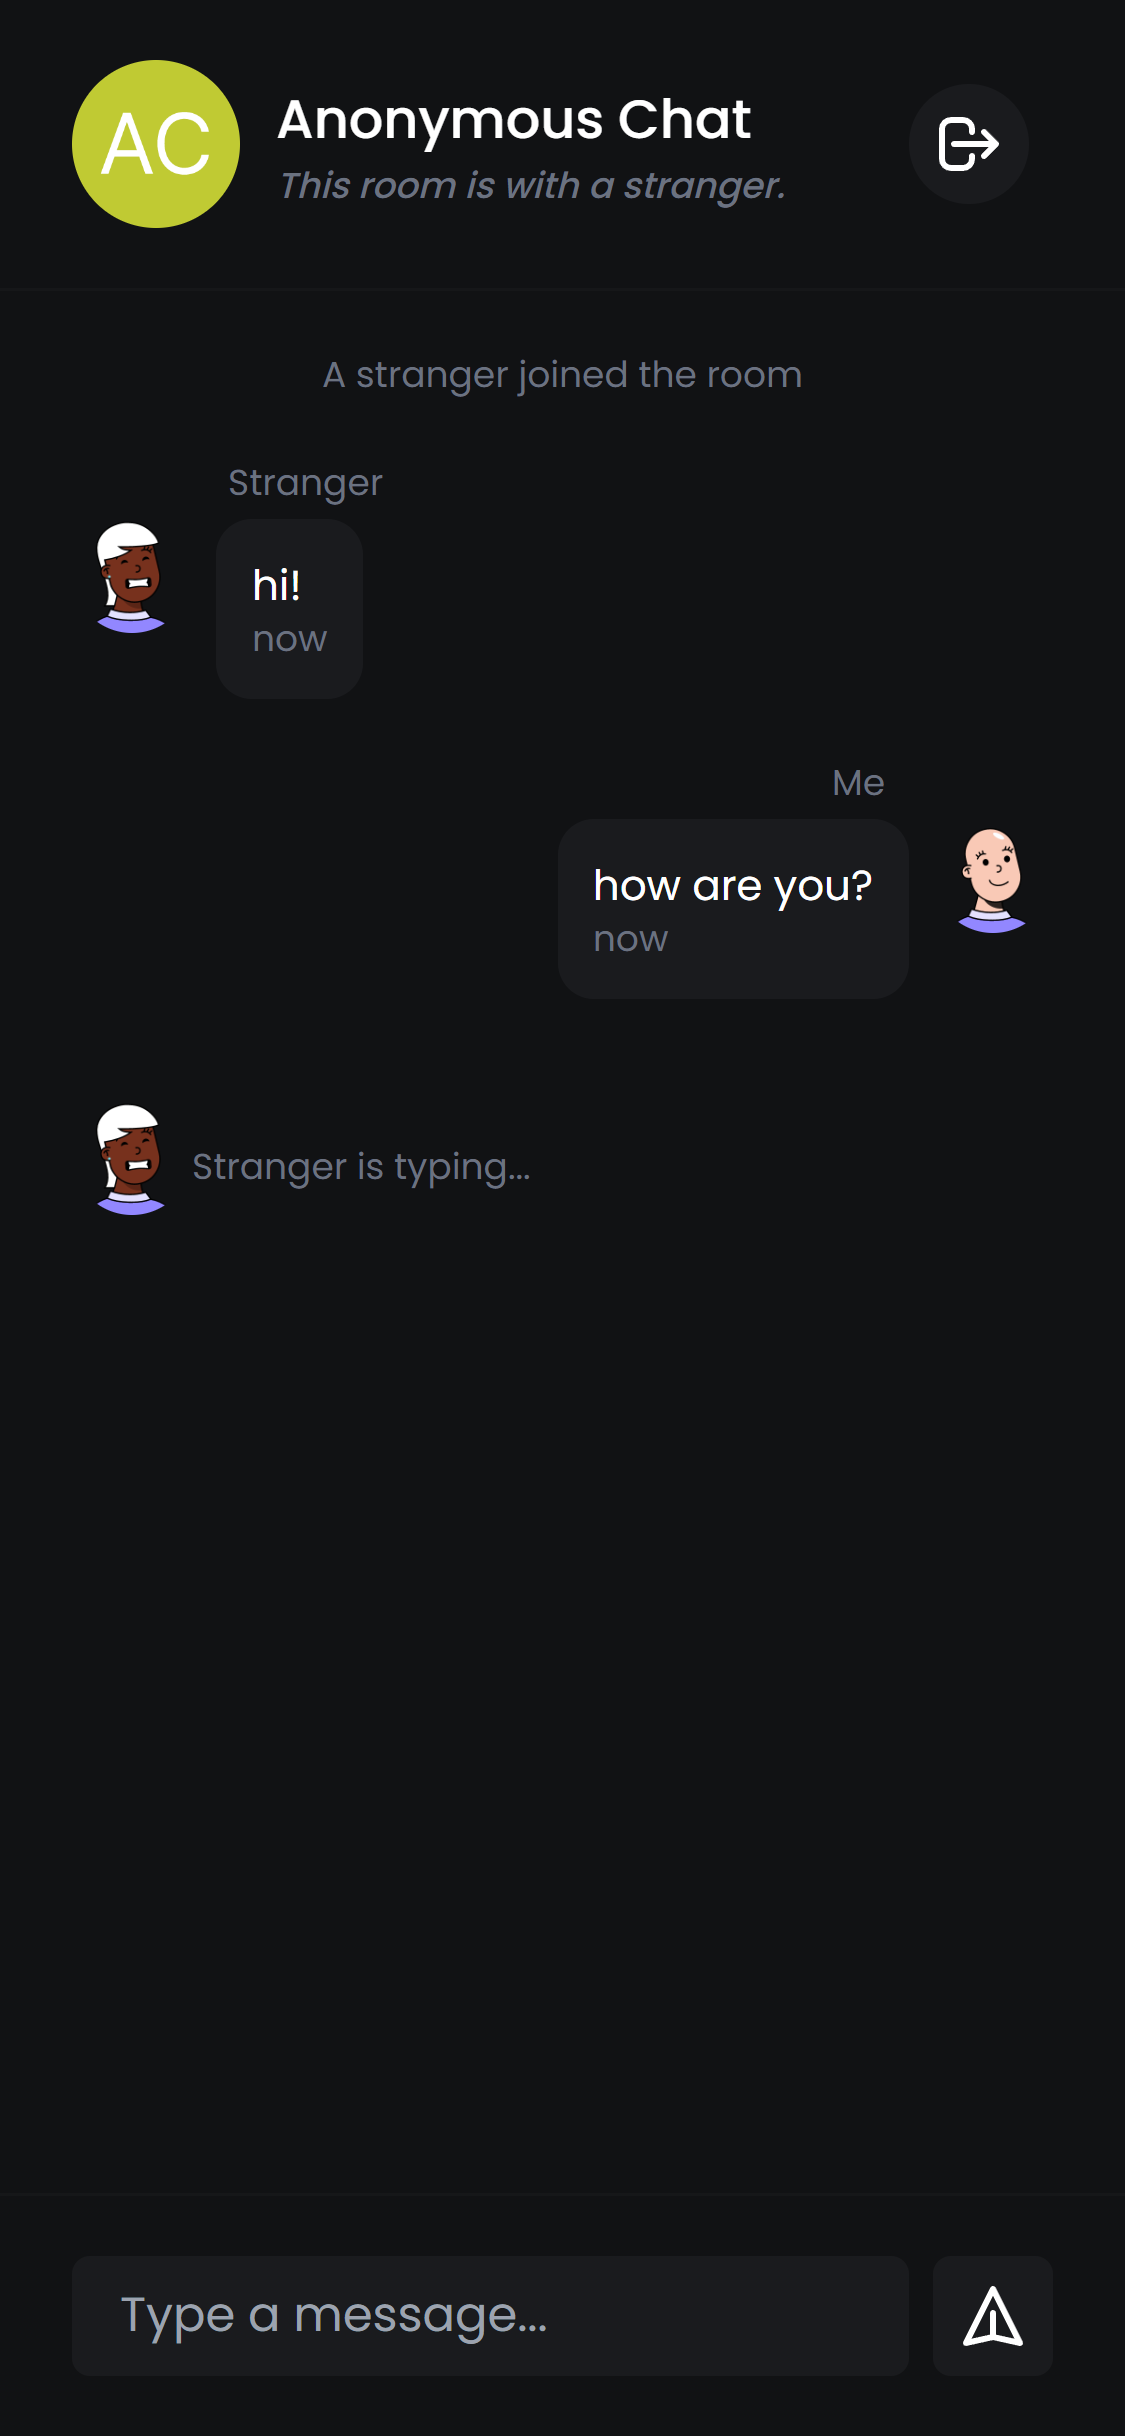 AC
Anonymous Chat
This room is with a stranger.
A stranger joined the room
Stranger
hi!
now
Me
how are you?
now
Stranger is typing...
Type a message...